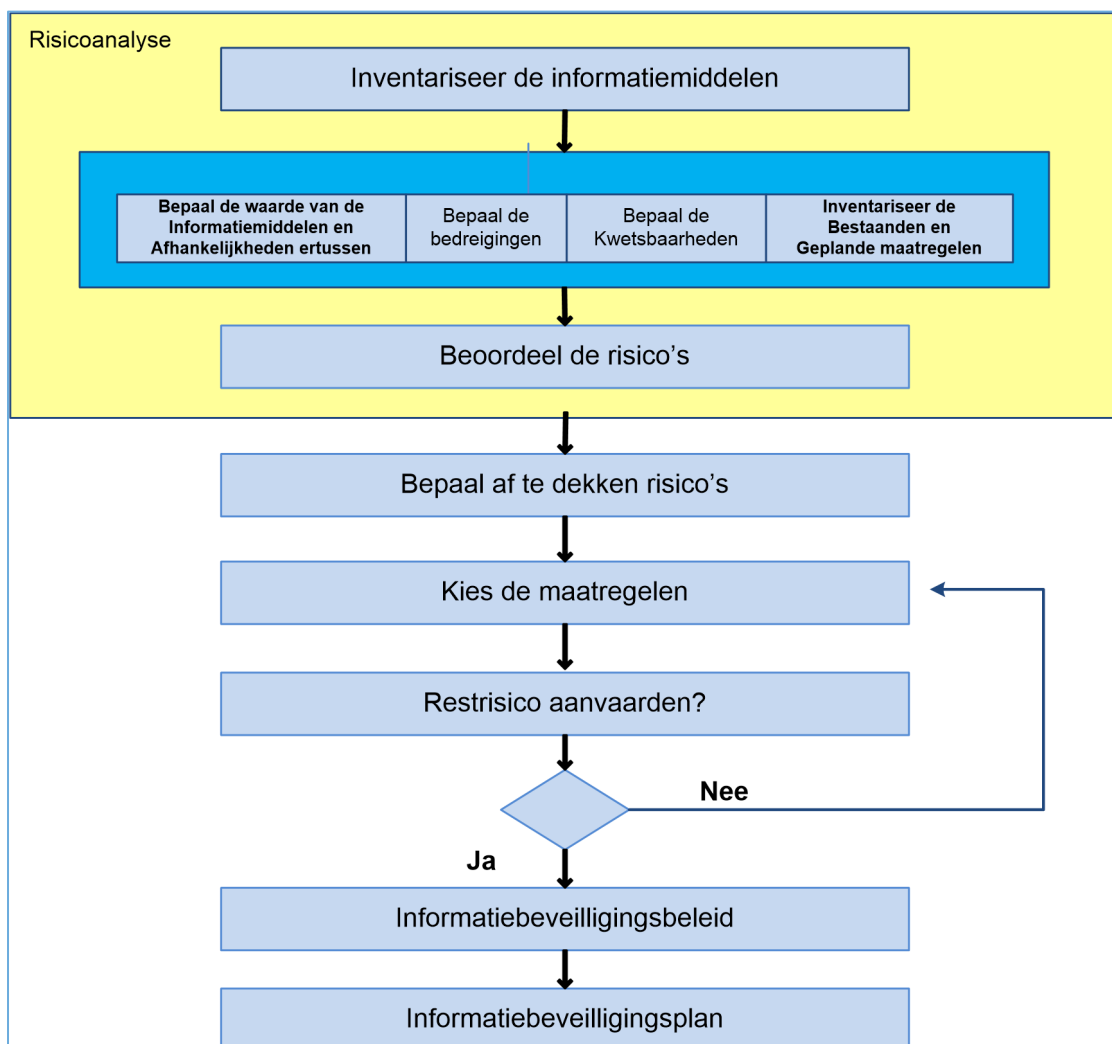 Risicoanalyse
Inventariseer de informatiemiddelen
Bepaal de waarde van de
Informatiemiddelen en
Afhankelijkheden ertussen
Bepaal de
bedreigingen
Bepaal de
Kwetsbaarheden
Inventariseer de
Bestaanden en
Geplande maatregelen
Beoordeel de risico’s
Bepaal af te dekken risico’s
Kies de maatregelen
Restrisico aanvaarden?
Nee
Ja
Informatiebeveilligingsbeleid
Informatiebeveilligingsplan